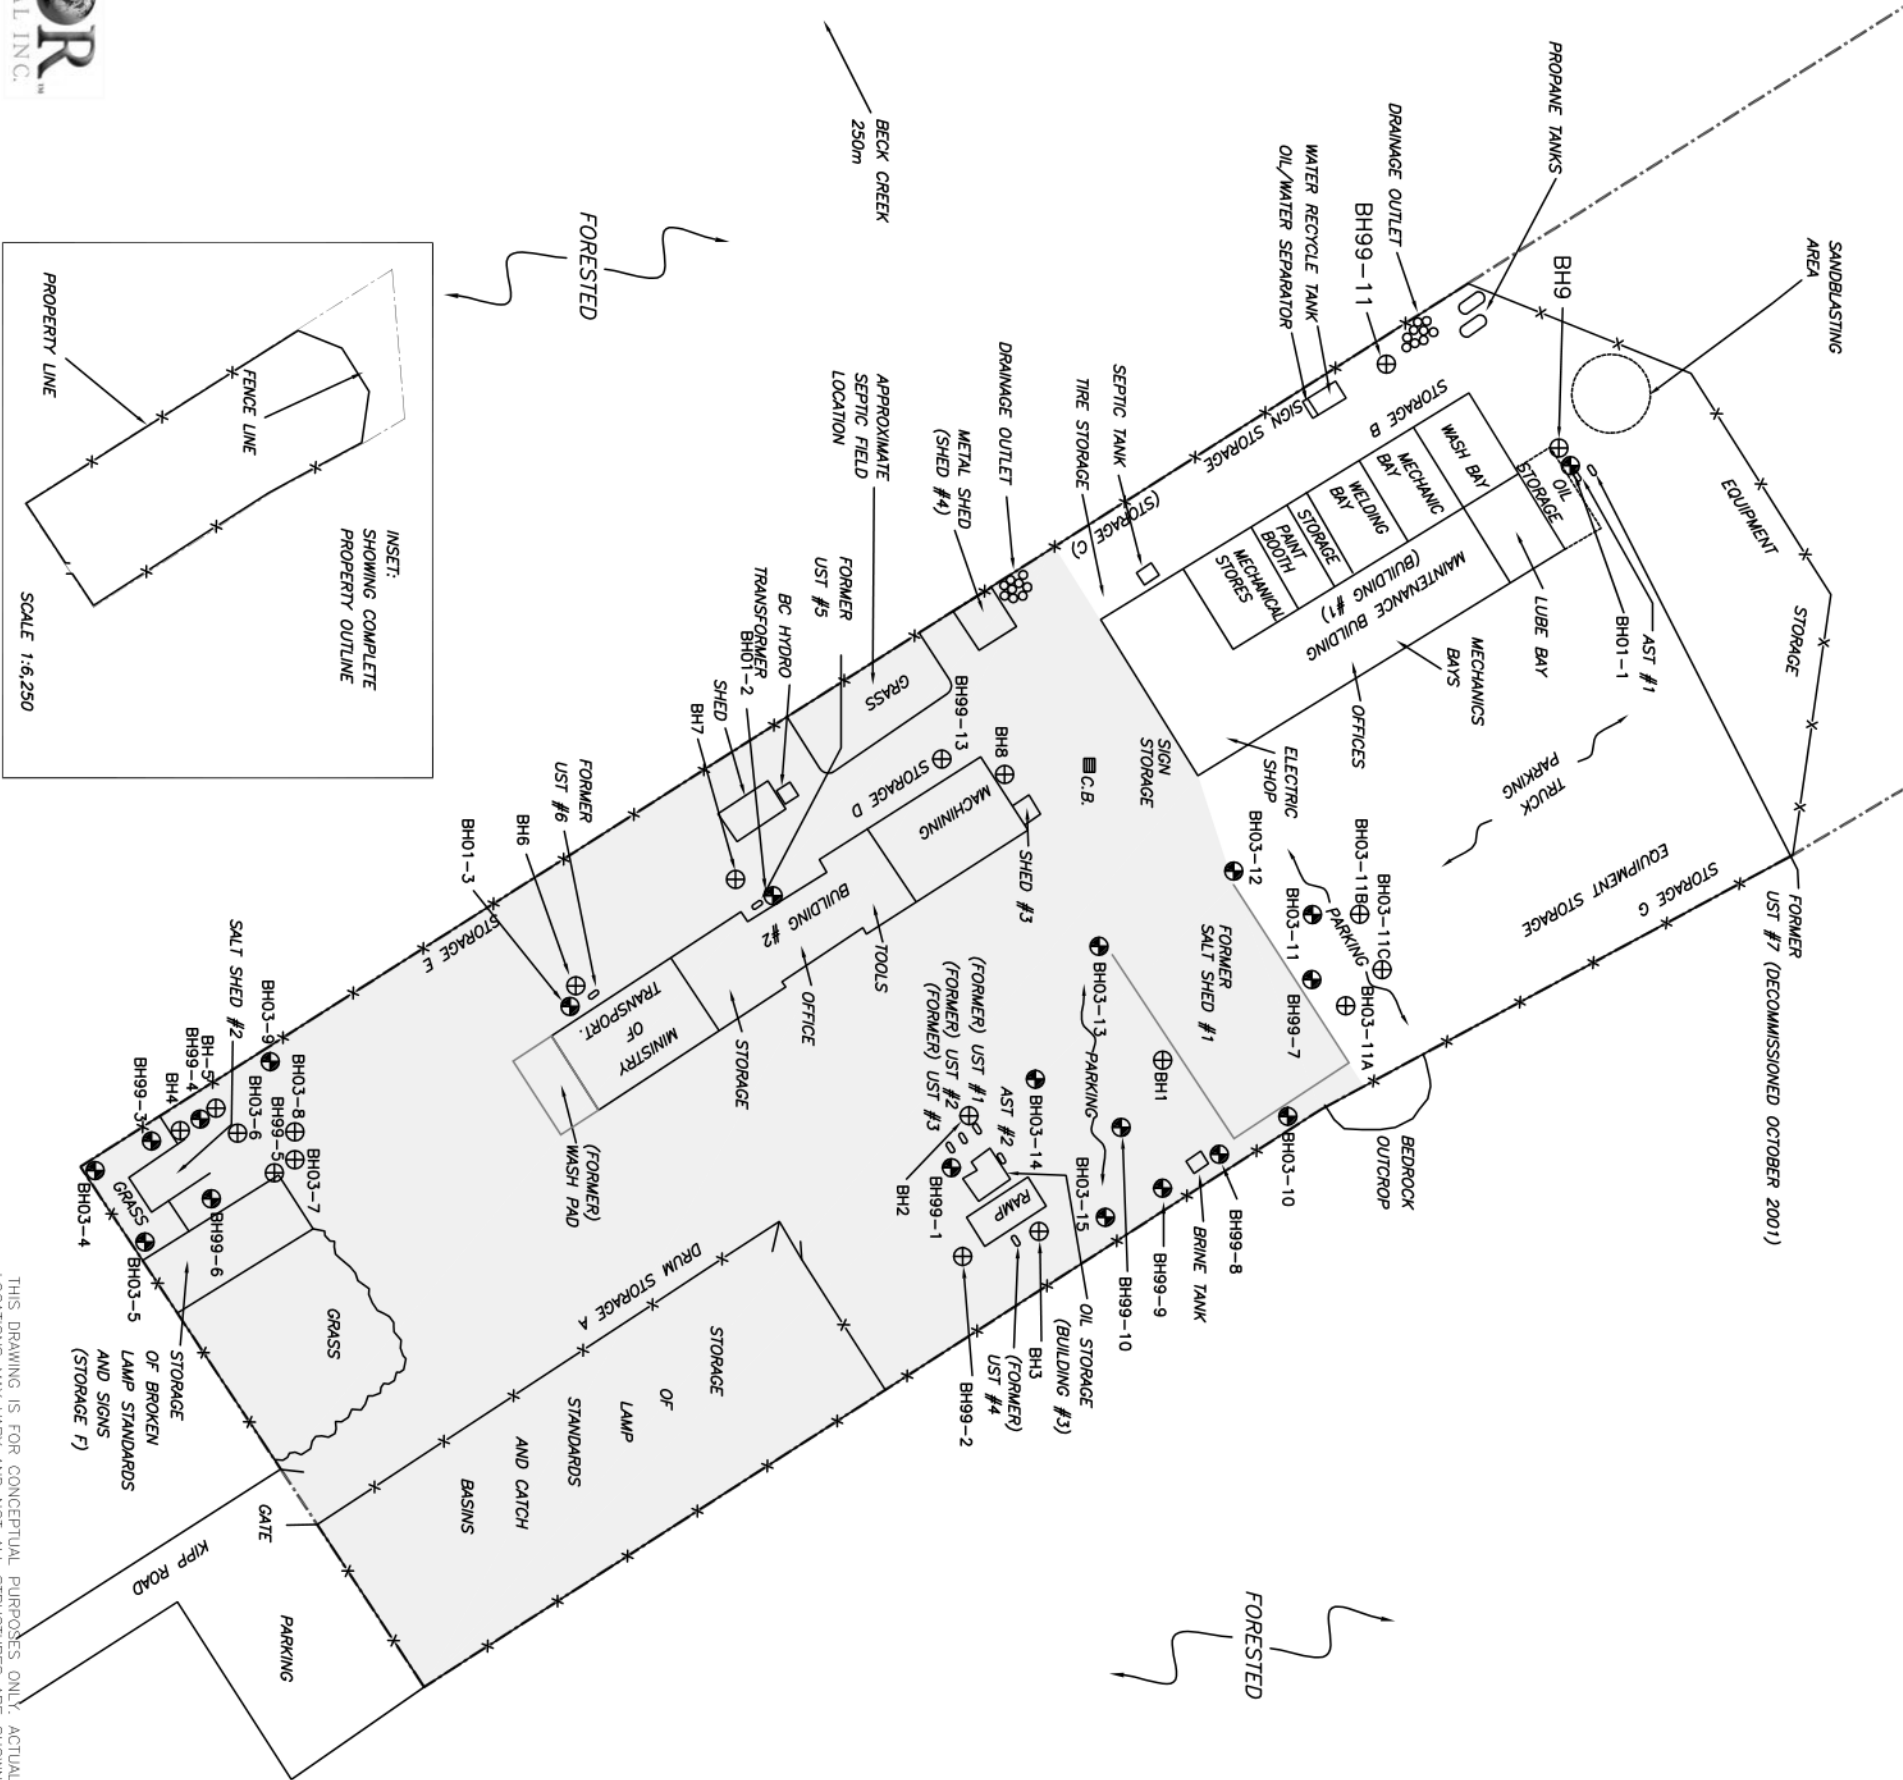 OR™
AL INC.
BECK CREEK
250m
FORESTED
PROPANE TANKS
DRAINAGE OUTLET
WATER RECYCLE TANK
OIL/WATER SEPARATOR
BH99-11
BH9
SANDBLASTING
AREA
SIGN STORAGE
(STORAGE C)
STORAGE B
SEPTIC TANK
TIRE STORAGE
WASH BAY
MECHANIC
BAY
WELDING
BAY
STORAGE
PAINT
BOOTH
MECHANICAL
STORES
OIL
STORAGE
LUBE BAY
MAINTENANCE BUILDING
(BUILDING #1)
MECHANICS
BAYS
OFFICES
ELECTRIC
SHOP
AST #1
BH01-1
EQUIPMENT
STORAGE
TRUCK
PARKING
STORAGE G
EQUIPMENT STORAGE
FORMER
UST #7 (DECOMMISSIONED OCTOBER 2001)
DRAINAGE OUTLET
METAL SHED
(SHED #4)
APPROXIMATE
SEPTIC FIELD
LOCATION
GRASS
FORMER
UST #5
BC HYDRO
TRANSFORMER
BH01-2
SHED
BH7
BH99-13
BH8
STORAGE D
MACHINING
SHED #3
C.B.
SIGN
STORAGE
BUILDING
#2
TOOLS
OFFICE
STORAGE
MINISTRY
OF
TRANSPORT.
(FORMER)
WASH PAD
FORMER
UST #6
BH6
BH01-3
STORAGE E
BH03-12
FORMER
SALT SHED #1
BH03-11B
BH03-11C
BH03-11
PARKING
BH99-7
BH03-11A
BH03-13
PARKING
BH1
BH03-10
BEDROCK
OUTCROP
BH99-8
BRINE TANK
BH99-9
BH99-10
BH03-15
BH03-14
AST #2
(FORMER) UST #1
(FORMER) UST #2
(FORMER) UST #3
BH2
BH99-1
RAMP
OIL STORAGE
(BUILDING #3)
BH3
(FORMER)
UST #4
BH99-2
SALT SHED #2
BH03-9
BH03-8
BH03-7
BH99-5
BH03-6
BH-5
BH99-4
BH4
BH99-3
BH03-4
GRASS
BH99-6
BH03-5
STORAGE
OF BROKEN
LAMP STANDARDS
AND SIGNS
(STORAGE F)
GRASS
DRUM STORAGE A
STORAGE
OF
LAMP
STANDARDS
AND CATCH
BASINS
GATE
KIPP ROAD
PARKING
FORESTED
INSET:
SHOWING COMPLETE
PROPERTY OUTLINE
PROPERTY LINE
FENCE LINE
SCALE 1:6,250
THIS DRAWING IS FOR CONCEPTUAL PURPOSES ONLY. ACTUAL